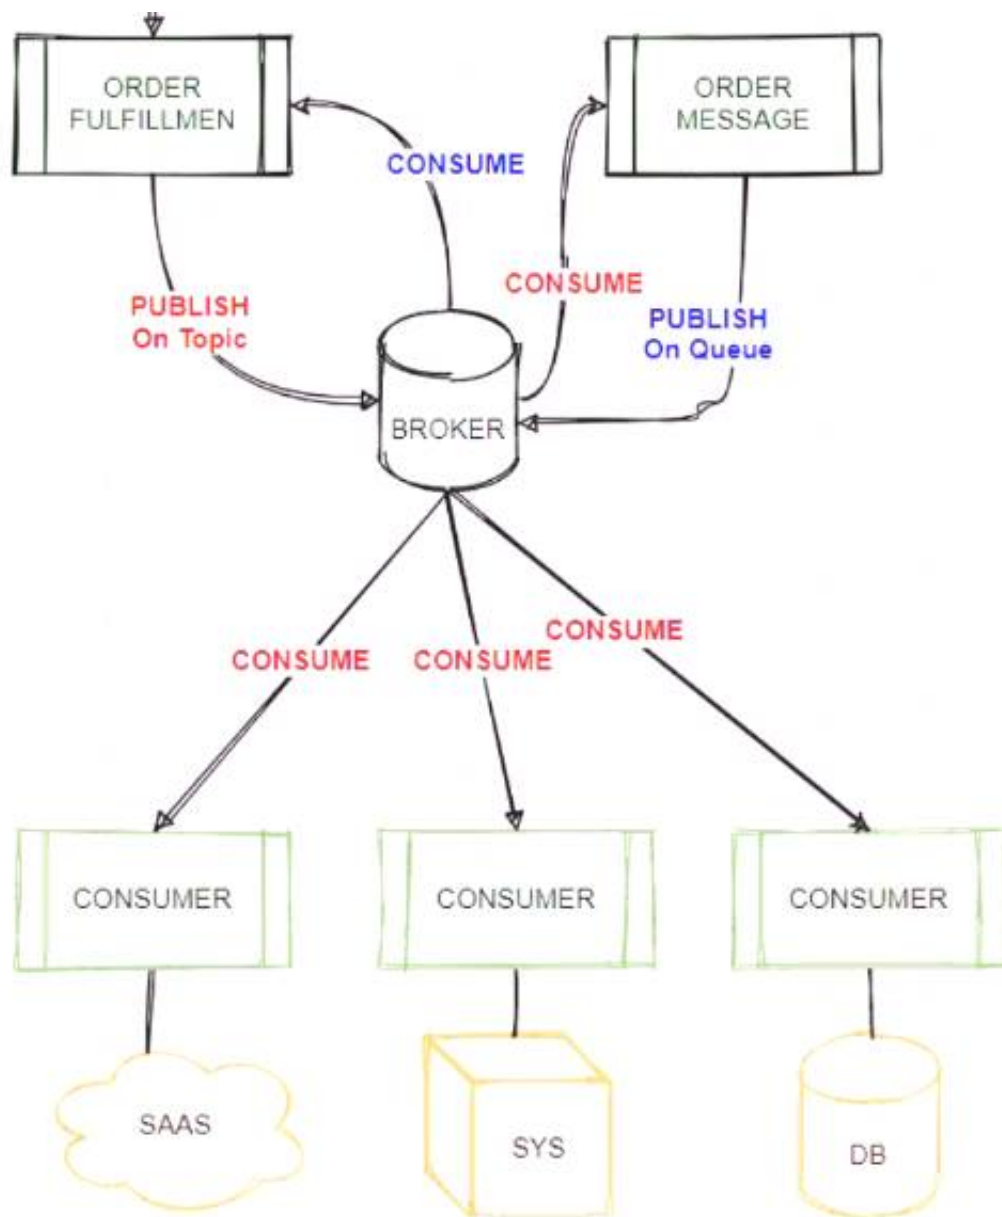 ORDER
FULFILLMEN
ORDER
MESSAGE
CONSUME
CONSUME
PUBLISH
On Topic
PUBLISH
On Queue
BROKER
CONSUME
CONSUME
CONSUME
CONSUMER
CONSUMER
CONSUMER
SAAS
SYS
DB